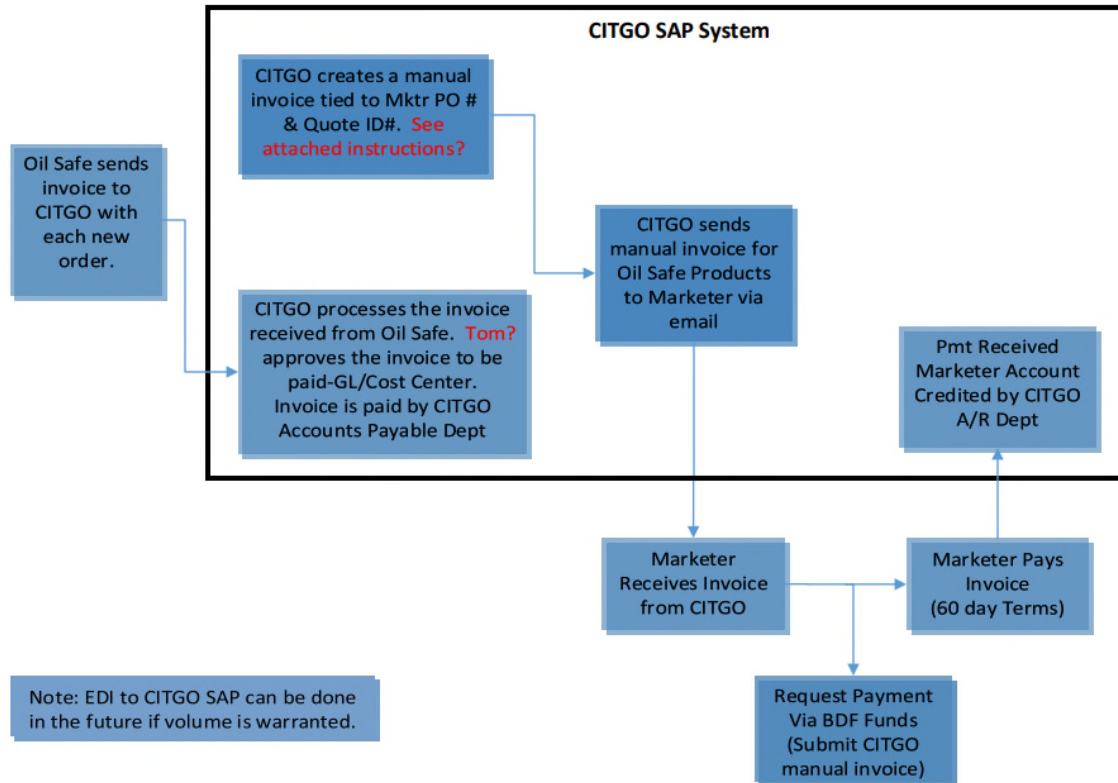 CITGO SAP System
CITGO creates a manual
invoice tied to Mktr PO #
& Quote ID#.  See
attached instructions?
Oil Safe sends
invoice to
CITGO with
each new
order.
CITGO sends
manual invoice for
Oil Safe Products
to Marketer via
email
CITGO processes the invoice
received from Oil Safe.  Tom?
approves the invoice to be
paid-GL/Cost Center.
Invoice is paid by CITGO
Accounts Payable Dept
Pmt Received
Marketer Account
Credited by CITGO
A/R Dept
Marketer
Receives Invoice
from CITGO
Marketer Pays
Invoice
(60 day Terms)
Note: EDI to CITGO SAP can be done
in the future if volume is warranted.
Request Payment
Via BDF Funds
(Submit CITGO
manual invoice)